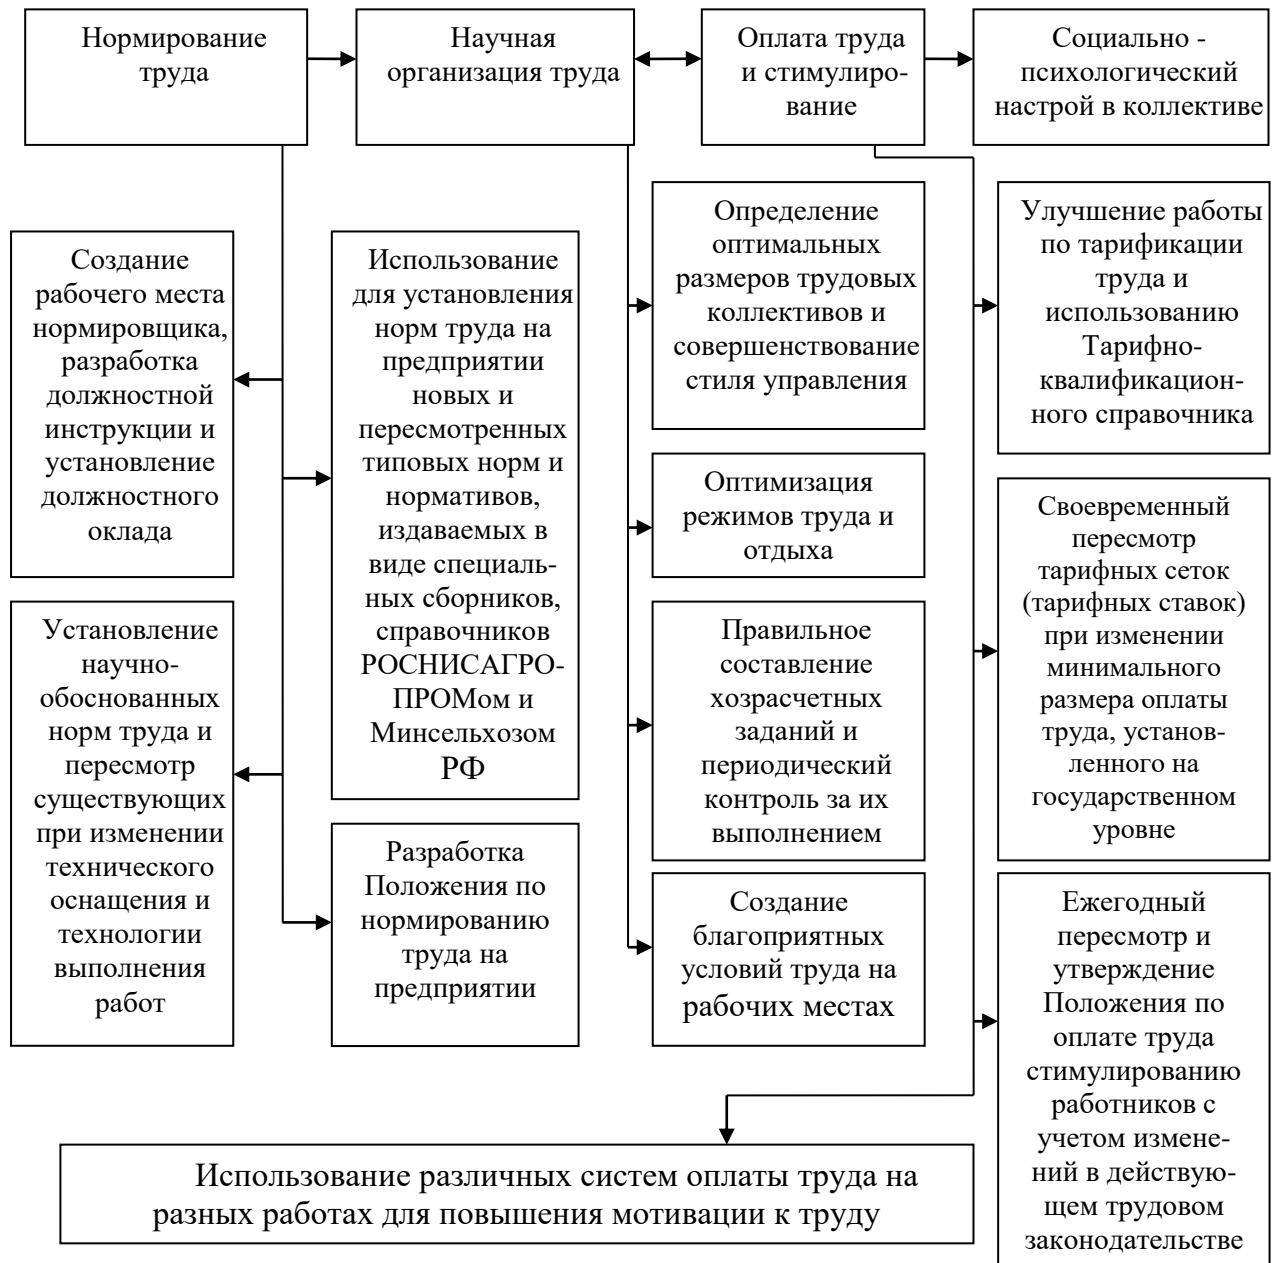 Нормирование
труда
Научная
организация труда
Оплата труда
и стимулиро-
вание
Социально -
психологический
настрой в коллективе
Создание
рабочего места
нормировщика,
разработка
должностной
инструкции и
установление
должностного
оклада
Использование
для установления
норм труда на
предприятии
новых и
пересмотренных
типовых норм и
нормативов,
издаваемых в
виде специаль-
ных сборников,
справочников
РОСНИСАГРО-
ПРОМом и
Минсельхозом
РФ
Определение
оптимальных
размеров трудовых
коллективов и
совершенствование
стиля управления
Улучшение работы
по тарификации
труда и
использованию
Тарифно-
квалификацион-
ного справочника
Оптимизация
режимов труда и
отдыха
Своевременный
пересмотр
тарифных сеток
(тарифных ставок)
при изменении
минимального
размера оплаты
труда, установ-
ленного на
государственном
уровне
Установление
научно-
обоснованных
норм труда и
пересмотр
существующих
при изменении
технического
оснащения и
технологии
выполнения
работ
Правильное
составление
хозрасчетных
заданий и
периодический
контроль за их
выполнением
Разработка
Положения по
нормированию
труда на
предприятии
Создание
благоприятных
условий труда на
рабочих местах
Ежегодный
пересмотр и
утверждение
Положения по
оплате труда
стимулированию
работников с
учетом измене-
ний в действую-
щем трудовом
законодательстве
Использование различных систем оплаты труда на
разных работах для повышения мотивации к труду